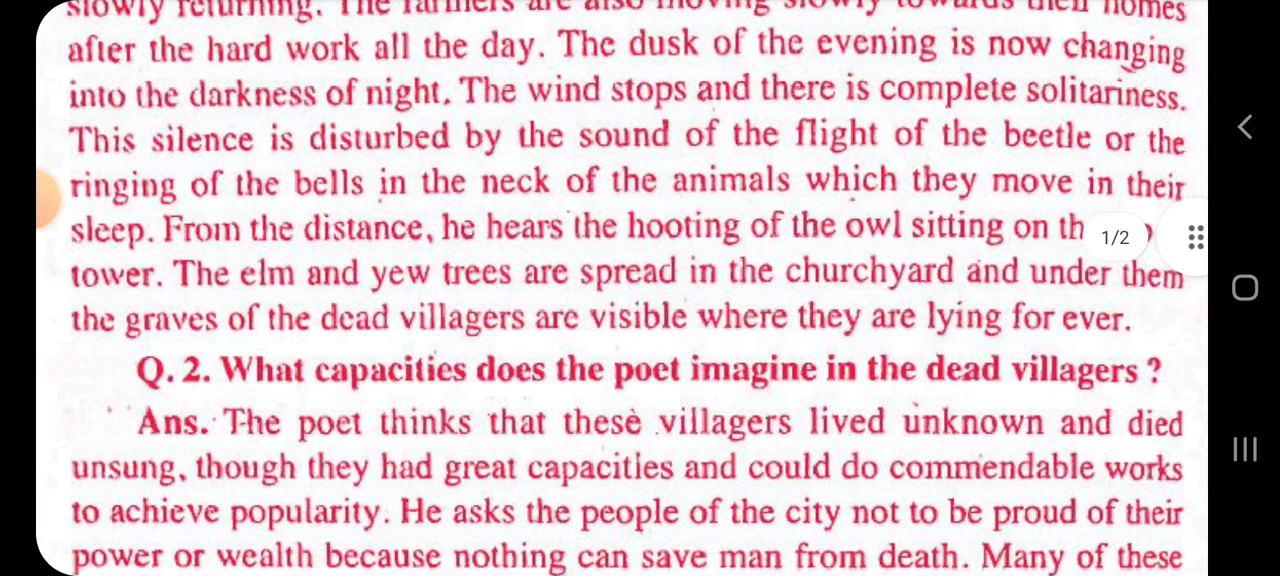 slowly returning. The farmers are also moving slowly towards their homes
after the hard work all the day. The dusk of the evening is now changing
into the darkness of night. The wind stops and there is complete solitariness.
This silence is disturbed by the sound of the flight of the beetle or the
ringing of the bells in the neck of the animals which they move in their
sleep. From the distance, he hears the hooting of the owl sitting on
1/2
tower. The elm and yew trees are spread in the churchyard and under them
the graves of the dead villagers are visible where they are lying for ever.
Q. 2. What capacities does the poet imagine in the dead villagers ?
Ans. The poet thinks that these villagers lived unknown and died
unsung, though they had great capacities and could do commendable works
to achieve popularity. He asks the people of the city not to be proud of their
power or wealth because nothing can save man from death. Many of these